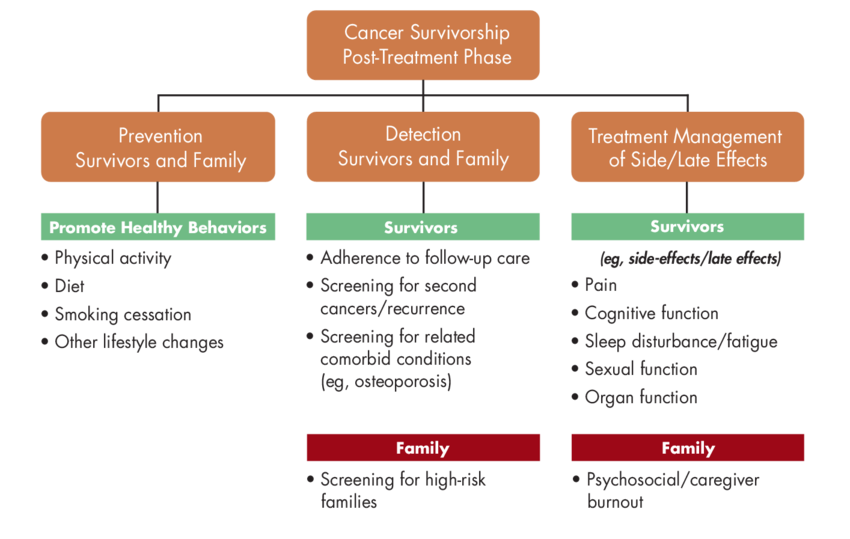 Cancer Survivorship
Post-Treatment Phase
Prevention
Survivors and Family
Promote Healthy Behaviors
• Physical activity
• Diet
• Smoking cessation
• Other lifestyle changes
Detection
Survivors and Family
Survivors
• Adherence to follow-up care
• Screening for second
cancers/recurrence
• Screening for related
comorbid conditions
(eg, osteoporosis)
Family
• Screening for high-risk
families
Treatment Management
of Side/Late Effects
Survivors
(eg, side-effects/late effects)
• Pain
• Cognitive function
• Sleep disturbance/fatigue
• Sexual function
• Organ function
Family
• Psychosocial/caregiver
burnout